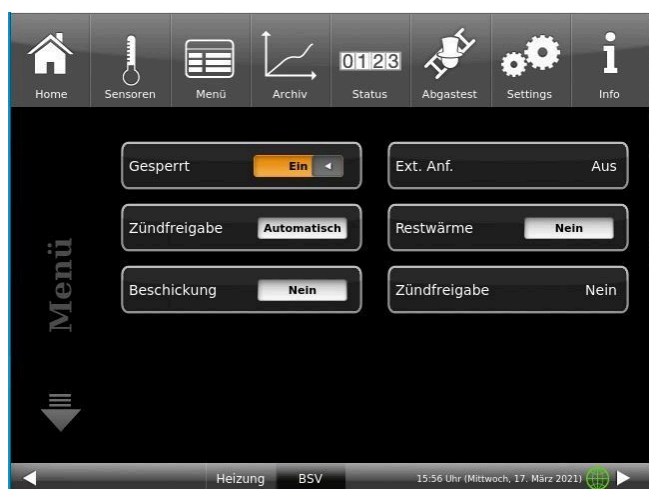 0123
Home Sensoren Menü Archiv Status Abgastest Settings Info
Gesperrt Ein Ext. Anf. Aus
Zündfreigabe Automatisch Restwärme Nein
Beschickung Nein Zündfreigabe Nein
Menü
Heizung BSV 15:56 Uhr (Mittwoch, 17. März 2021)